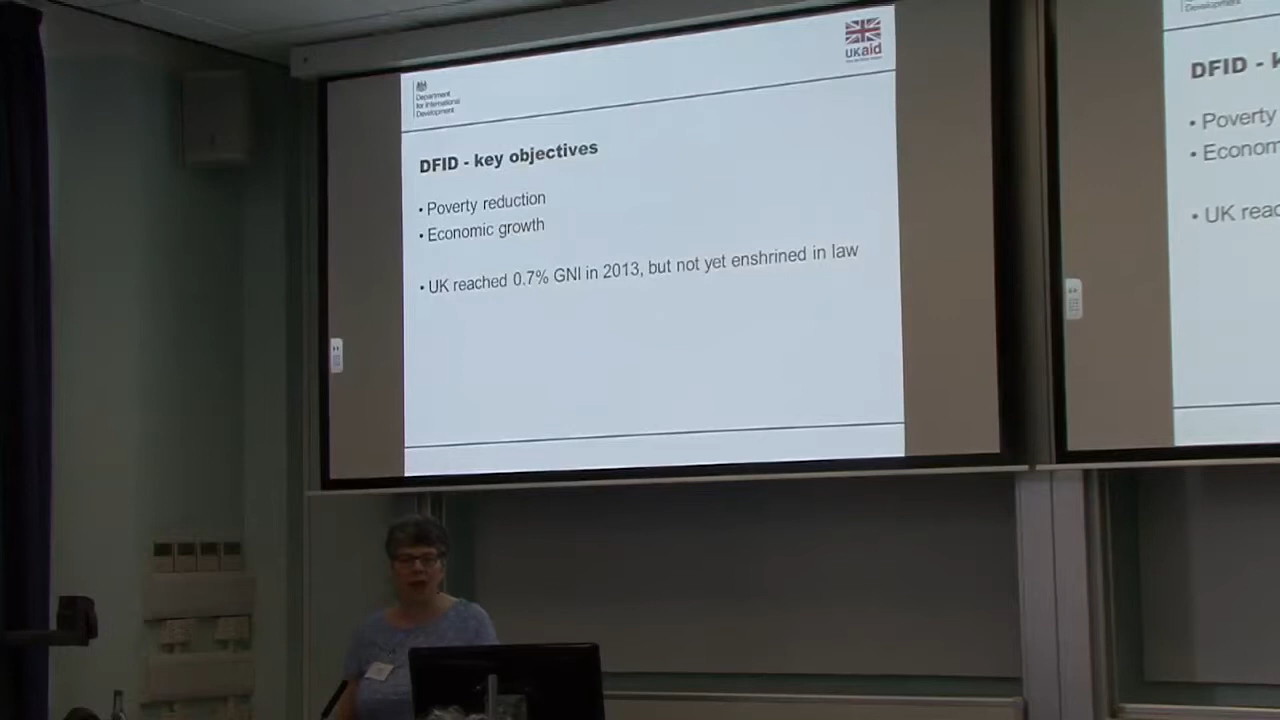 Department
for International
Development
UKaid
DFID - key objectives
• Poverty reduction
• Economic growth
• UK reached 0.7% GNI in 2013, but not yet enshrined in law
Development
DFID - k
• Poverty
• Econom
• UK reac